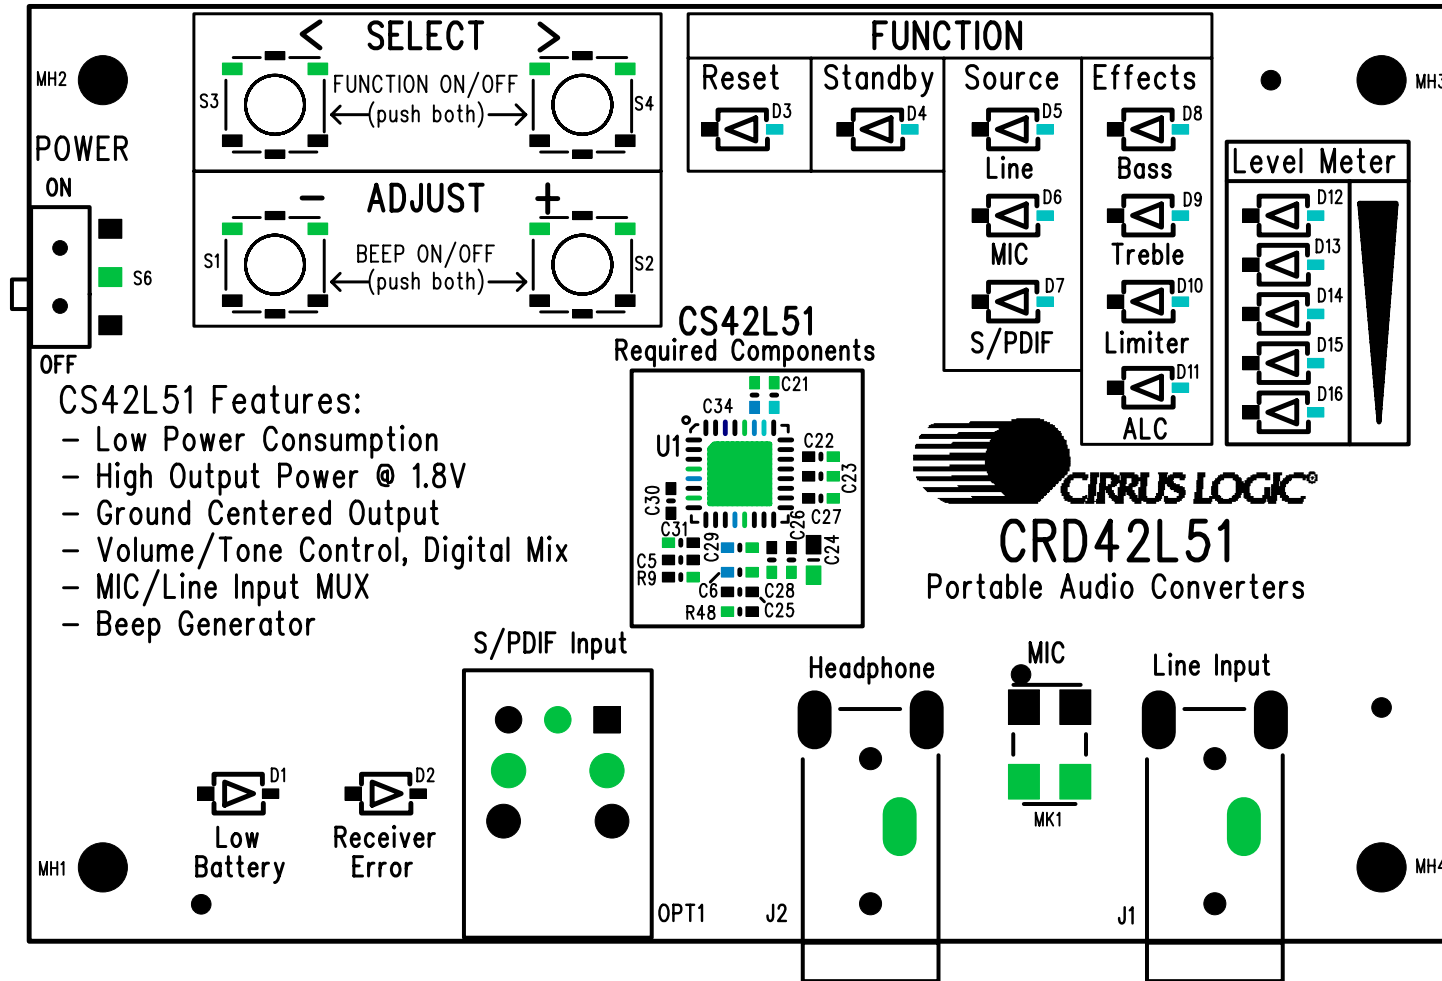 < SELECT >
FUNCTION ON/OFF
(push both)
S3
S4
- ADJUST +
BEEP ON/OFF
(push both)
S1
S2
MH2
POWER
ON
S6
OFF
FUNCTION
Reset
D3
Standby
D4
Source
D5
Line
D6
MIC
D7
S/PDIF
Effects
D8
Bass
D9
Treble
D10
Limiter
D11
ALC
MH3
Level Meter
D12
D13
D14
D15
D16
CS42L51 Features:
- Low Power Consumption
- High Output Power @ 1.8V
- Ground Centered Output
- Volume/Tone Control, Digital Mix
- MIC/Line Input MUX
- Beep Generator
CS42L51
Required Components
C21
C34
U1
C22
C23
C27
C30
C31
C29
C26
C24
C5
R9
C6
C28
C25
R48
CIRRUS LOGIC®
CRD42L51
Portable Audio Converters
S/PDIF Input
OPT1
Headphone
J2
MIC
MK1
Line Input
J1
D1
Low
Battery
D2
Receiver
Error
MH1
MH4